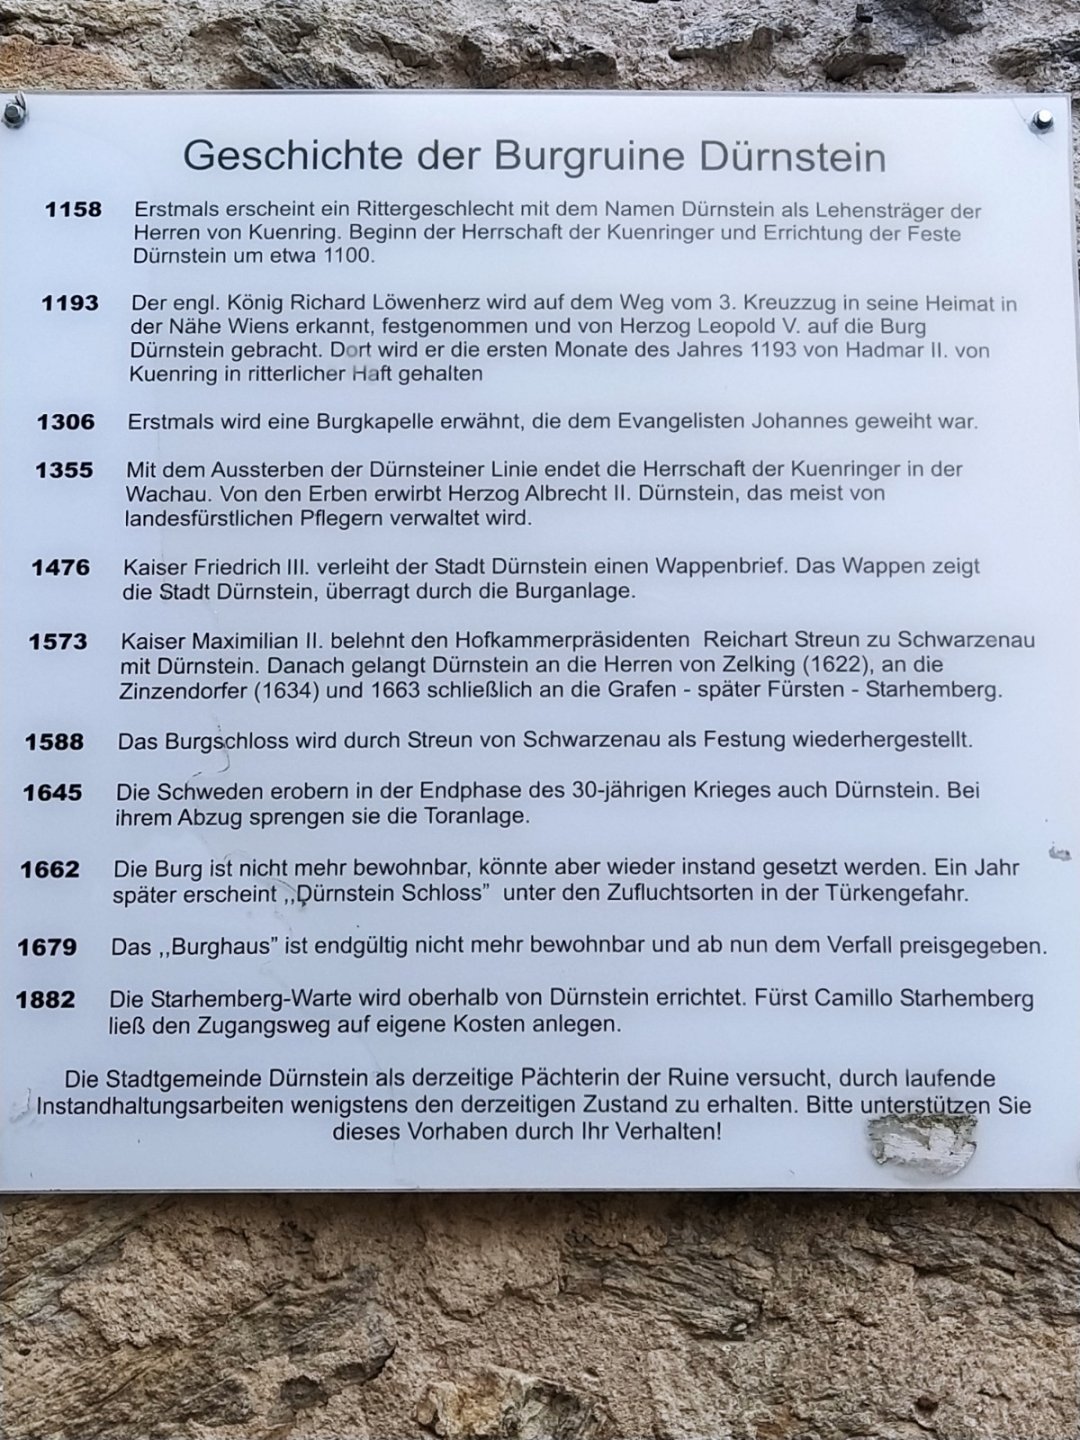 Geschichte der Burgruine Dürnstein
1158 Erstmals erscheint ein Rittergeschlecht mit dem Namen Dürnstein als Lehensträger der
Herren von Kuenring. Beginn der Herrschaft der Kuenringer und Errichtung der Feste
Dürnstein um etwa 1100.
1193 Der engl. König Richard Löwenherz wird auf dem Weg vom 3. Kreuzzug in seine Heimat in
der Nähe Wiens erkannt, festgenommen und von Herzog Leopold V. auf die Burg
Dürnstein gebracht. Dort wird er die ersten Monate des Jahres 1193 von Hadmar II. von
Kuenring in ritterlicher Haft gehalten
1306 Erstmals wird eine Burgkapelle erwähnt, die dem Evangelisten Johannes geweiht war.
1355 Mit dem Aussterben der Dürnsteiner Linie endet die Herrschaft der Kuenringer in der
Wachau. Von den Erben erwirbt Herzog Albrecht II. Dürnstein, das meist von
landesfürstlichen Pflegern verwaltet wird.
1476 Kaiser Friedrich III. verleiht der Stadt Dürnstein einen Wappenbrief. Das Wappen zeigt
die Stadt Dürnstein, überragt durch die Burganlage.
1573 Kaiser Maximilian II. belehnt den Hofkammerpräsidenten Reichart Streun zu Schwarzenau
mit Dürnstein. Danach gelangt Dürnstein an die Herren von Zelking (1622), an die
Zinzendorfer (1634) und 1663 schließlich an die Grafen - später Fürsten - Starhemberg.
1588 Das Burgschloss wird durch Streun von Schwarzenau als Festung wiederhergestellt.
1645 Die Schweden erobern in der Endphase des 30-jährigen Krieges auch Dürnstein. Bei
ihrem Abzug sprengen sie die Toranlage.
1662 Die Burg ist nicht mehr bewohnbar, könnte aber wieder instand gesetzt werden. Ein Jahr
später erscheint ,,Dürnstein Schloss” unter den Zufluchtsorten in der Türkengefahr.
1679 Das ,,Burghaus” ist endgültig nicht mehr bewohnbar und ab nun dem Verfall preisgegeben.
1882 Die Starhemberg-Warte wird oberhalb von Dürnstein errichtet. Fürst Camillo Starhemberg
ließ den Zugangsweg auf eigene Kosten anlegen.
Die Stadtgemeinde Dürnstein als derzeitige Pächterin der Ruine versucht, durch laufende
Instandhaltungsarbeiten wenigstens den derzeitigen Zustand zu erhalten. Bitte unterstützen Sie
dieses Vorhaben durch Ihr Verhalten!